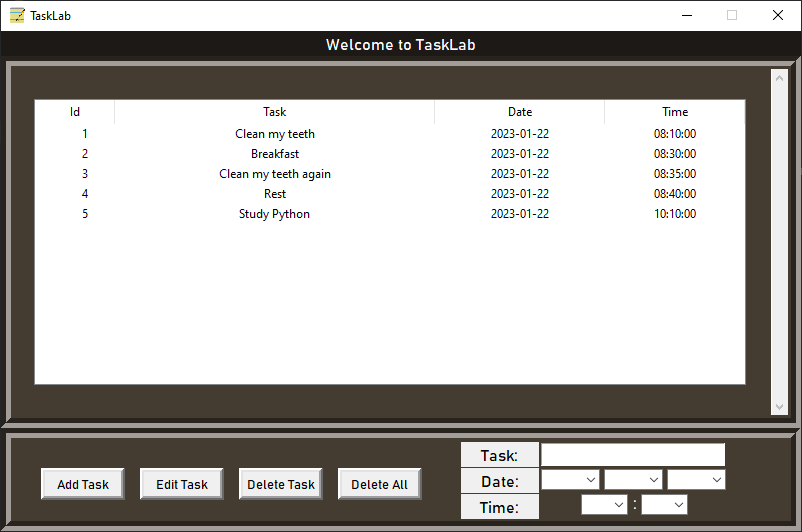 TaskLab
Welcome to TaskLab
Id Task Date Time
1 Clean my teeth 2023-01-22 08:10:00
2 Breakfast 2023-01-22 08:30:00
3 Clean my teeth again 2023-01-22 08:35:00
4 Rest 2023-01-22 08:40:00
5 Study Python 2023-01-22 10:10:00
Task:
Add Task Edit Task Delete Task Delete All
Date:
Time: :